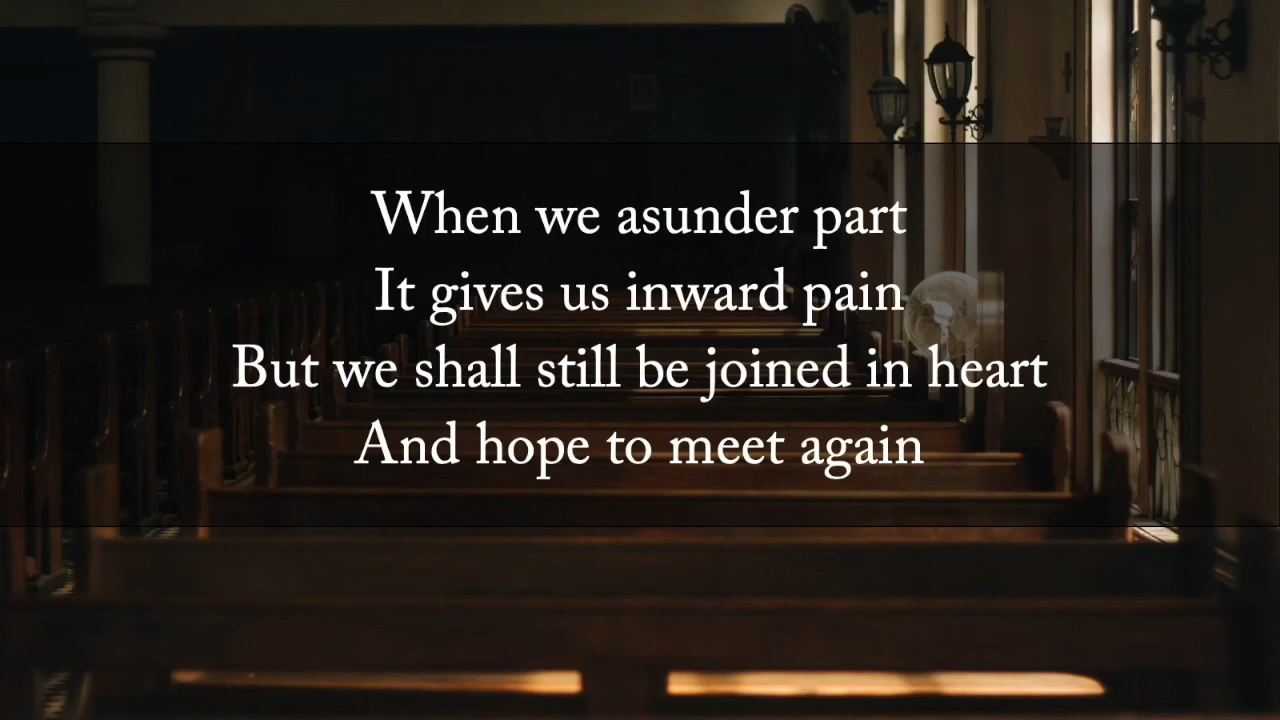 When we asunder part
It gives us inward pain
But we shall still be joined in heart
And hope to meet again